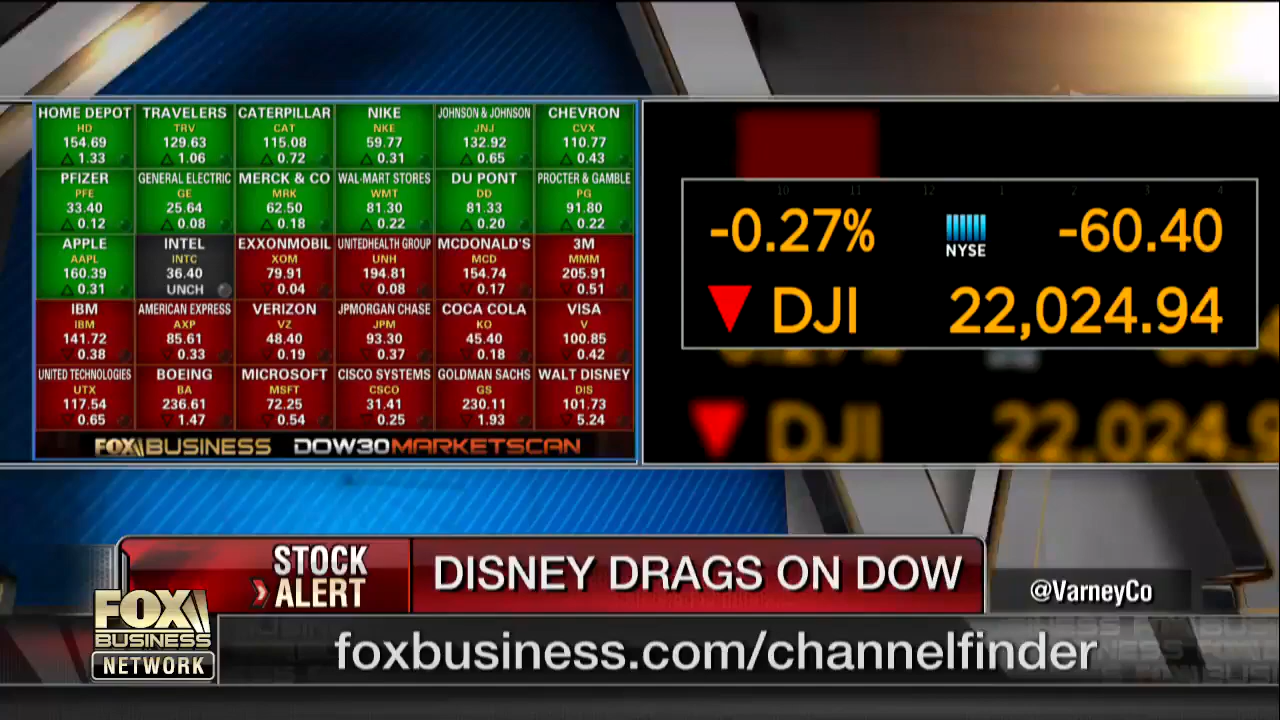 HOME DEPOT TRAVELERS CATERPILLAR NIKE JOHNSON & JOHNSON CHEVRON
HD TRV CAT NKE JNJ CVX
154.69 129.63 115.08 59.77 132.92 110.77
△ 1.33 △ 1.06 △ 0.72 △ 0.31 △ 0.65 △ 0.43
PFIZER GENERAL ELECTRIC MERCK & CO WAL-MART STORES DU PONT PROCTER & GAMBLE
PFE GE MRK WMT DD PG
33.40 25.64 62.50 81.30 81.33 91.80
△ 0.12 △ 0.08 △ 0.18 △ 0.22 △ 0.20 △ 0.22
APPLE INTEL EXXONMOBIL UNITEDHEALTH GROUP MCDONALD'S 3M
AAPL INTC XOM UNH MCD MMM
160.39 36.40 79.91 194.81 154.74 205.91
△ 0.31 UNCH ▽ 0.04 ▽ 0.08 ▽ 0.17 ▽ 0.51
IBM AMERICAN EXPRESS VERIZON JPMORGAN CHASE COCA COLA VISA
IBM AXP VZ JPM KO V
141.72 85.61 48.40 93.30 45.40 100.85
▽ 0.38 ▽ 0.33 ▽ 0.19 ▽ 0.37 ▽ 0.18 ▽ 0.42
UNITED TECHNOLOGIES BOEING MICROSOFT CISCO SYSTEMS GOLDMAN SACHS WALT DISNEY
UTX BA MSFT CSCO GS DIS
117.54 236.61 72.25 31.41 230.11 101.73
▽ 0.65 ▽ 1.47 ▽ 0.54 ▽ 0.25 ▽ 1.93 ▽ 5.24
FOX BUSINESS DOW30MARKETSCAN
10 11 12 1 2 3 4
-0.27% NYSE -60.40
▼ DJI 22,024.94
▼ DJI 22,024.9
STOCK ALERT
DISNEY DRAGS ON DOW
@VarneyCo
FOX
BUSINESS
NETWORK
foxbusiness.com/channelfinder